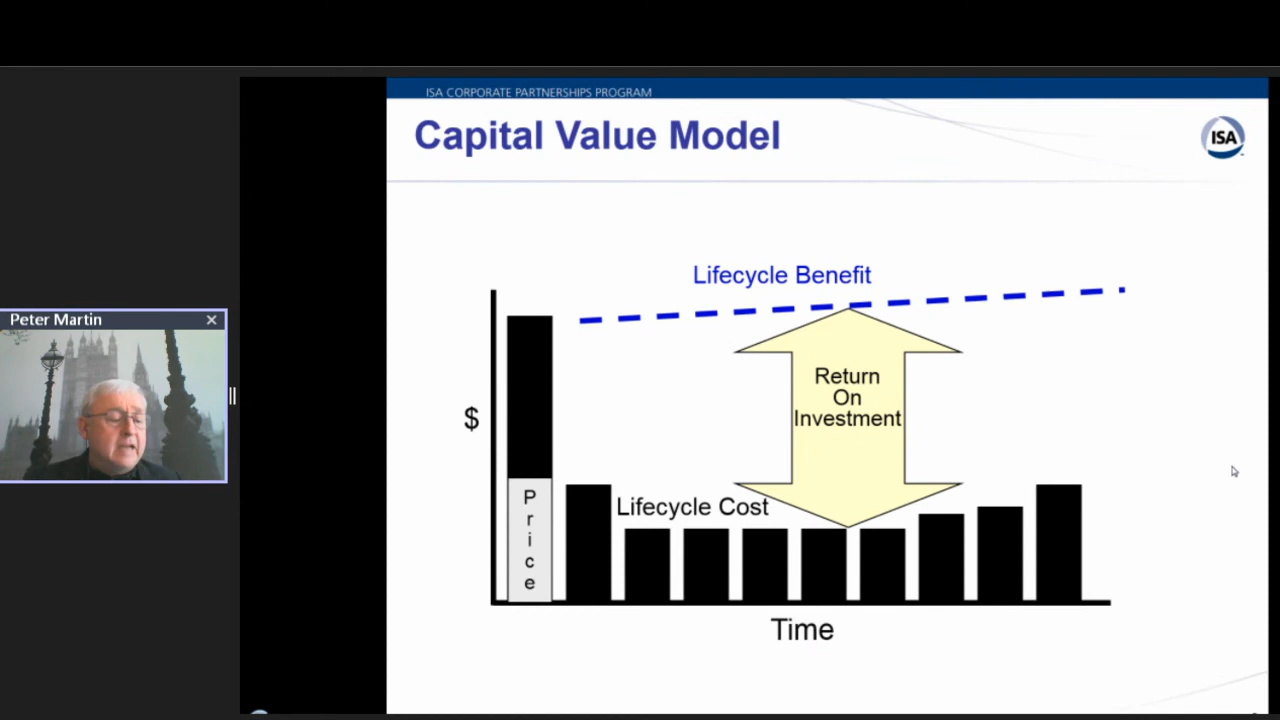 ISA CORPORATE PARTNERSHIPS PROGRAM
Capital Value Model
ISA
Peter Martin
Lifecycle Benefit
Return
On
Investment
$
Lifecycle Cost
P
r
i
c
e
Time